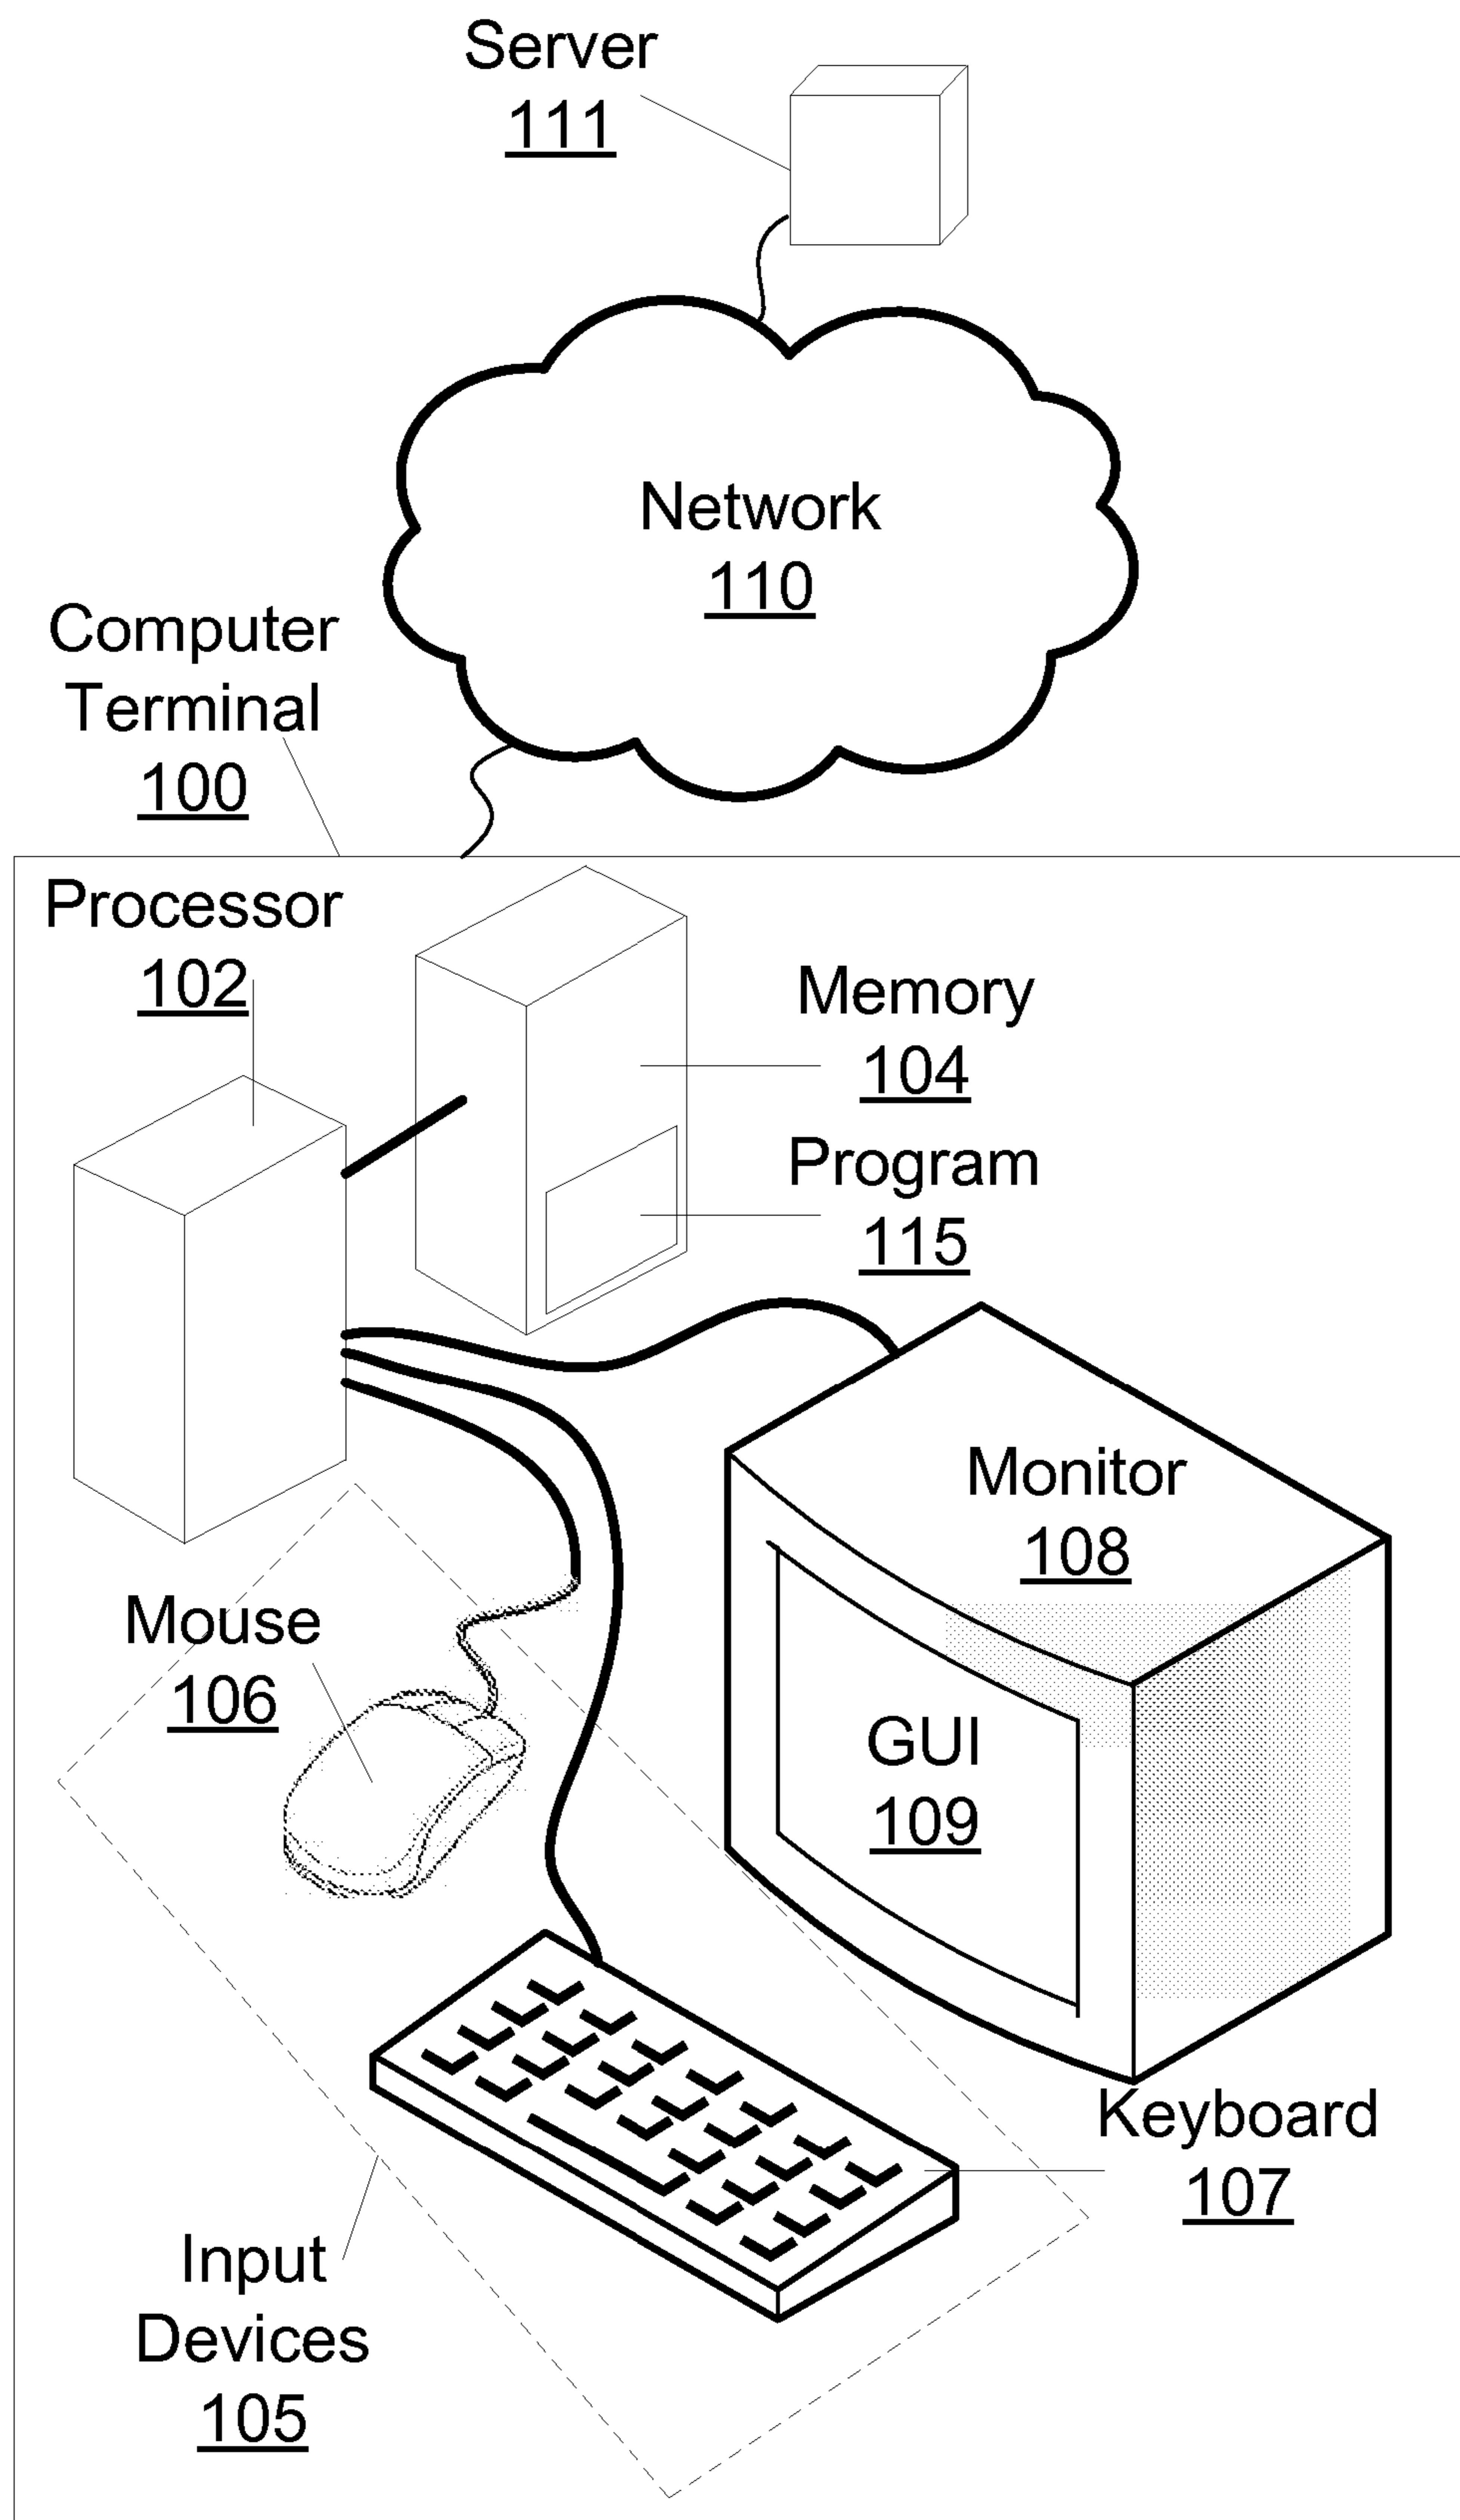 Server
111
Network
110
Computer
Terminal
100
Processor
102
Memory
104
Program
115
Monitor
108
Mouse
106
GUI
109
Keyboard
107
Input
Devices
105